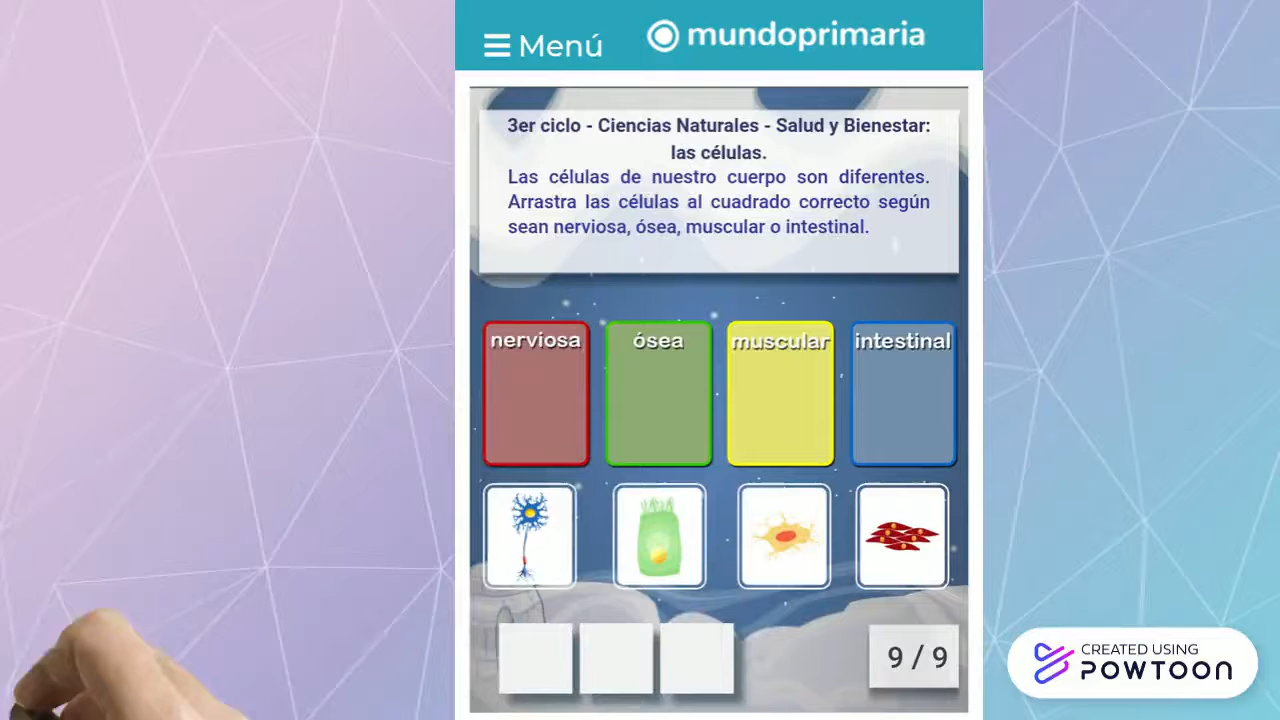 Menú
mundoprimaria
3er ciclo - Ciencias Naturales - Salud y Bienestar:
las células.
Las células de nuestro cuerpo son diferentes.
Arrastra las células al cuadrado correcto según
sean nerviosa, ósea, muscular o intestinal.
nerviosa ósea muscular intestinal
9 / 9
CREATED USING
POWTOON